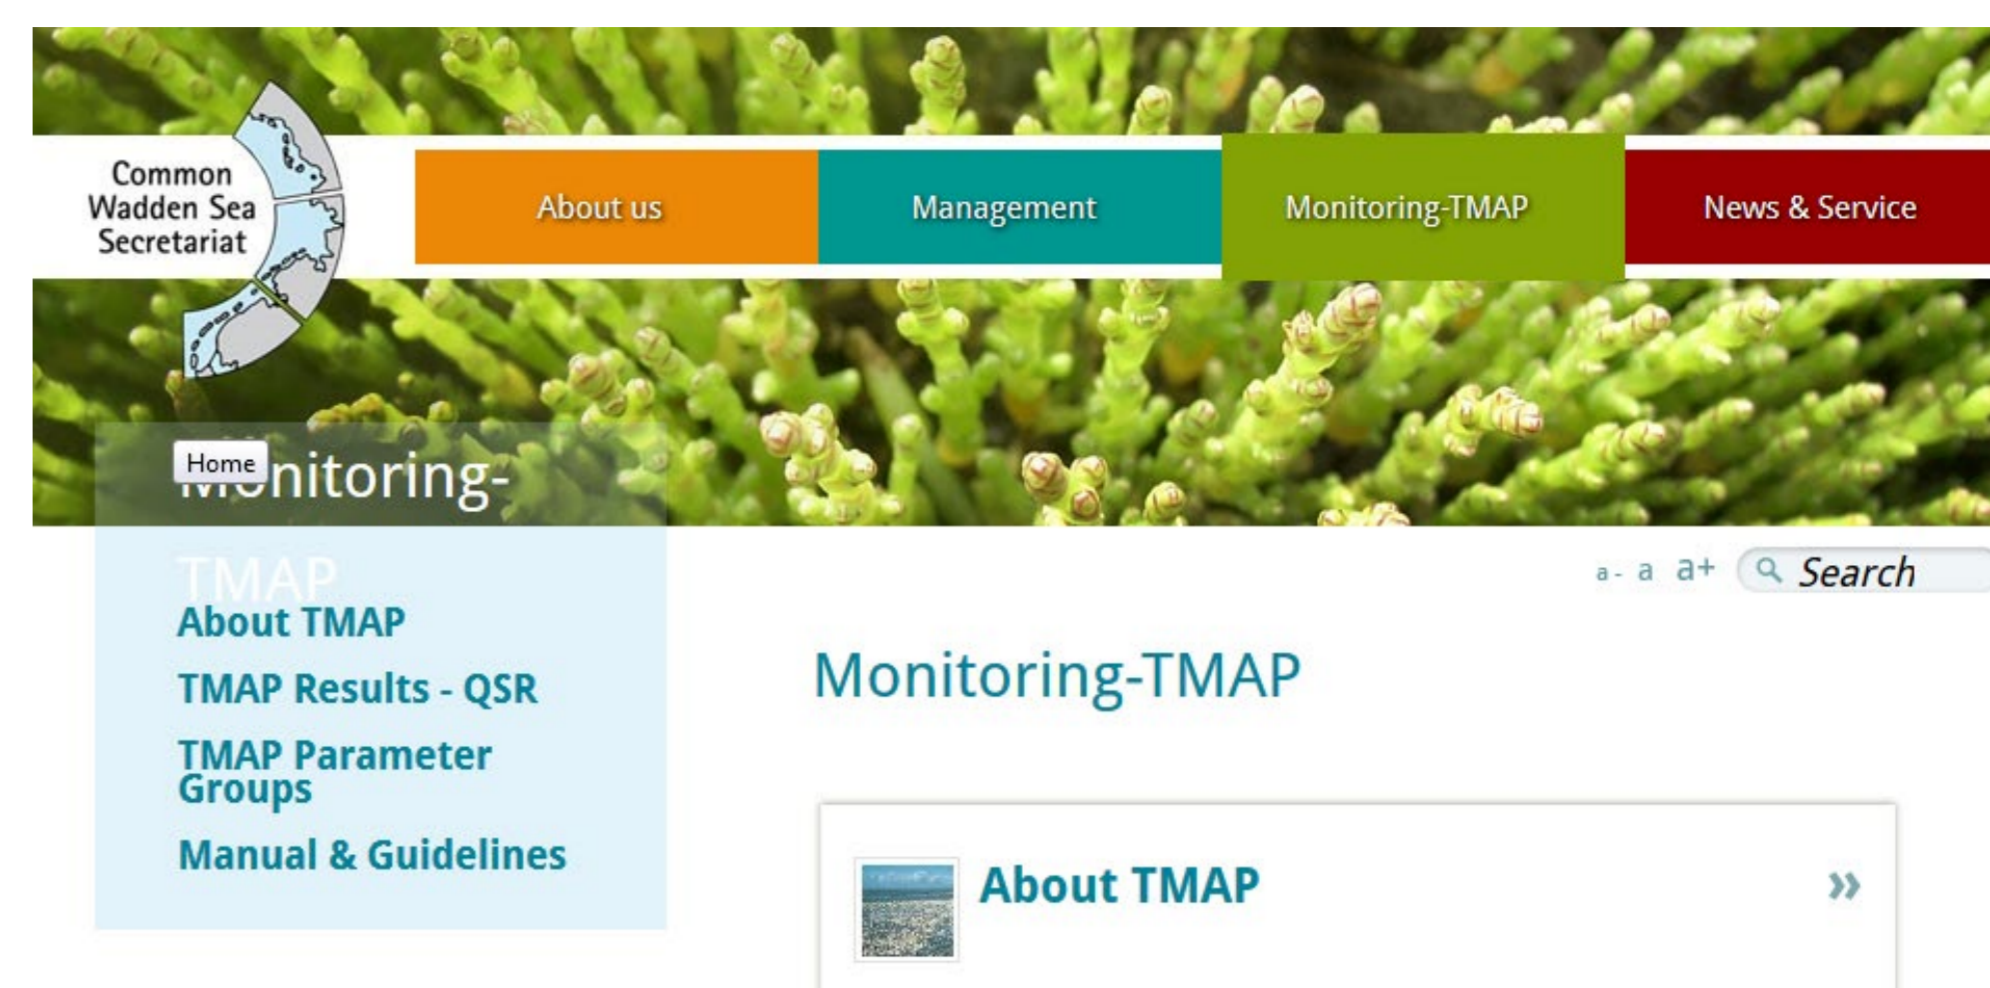 Common
Wadden Sea
Secretariat
About us
Management
Monitoring-TMAP
News & Service
Home
Monitoring-
TMAP
About TMAP
TMAP Results - QSR
TMAP Parameter
Groups
Manual & Guidelines
a- a a+
Search
Monitoring-TMAP
About TMAP
»